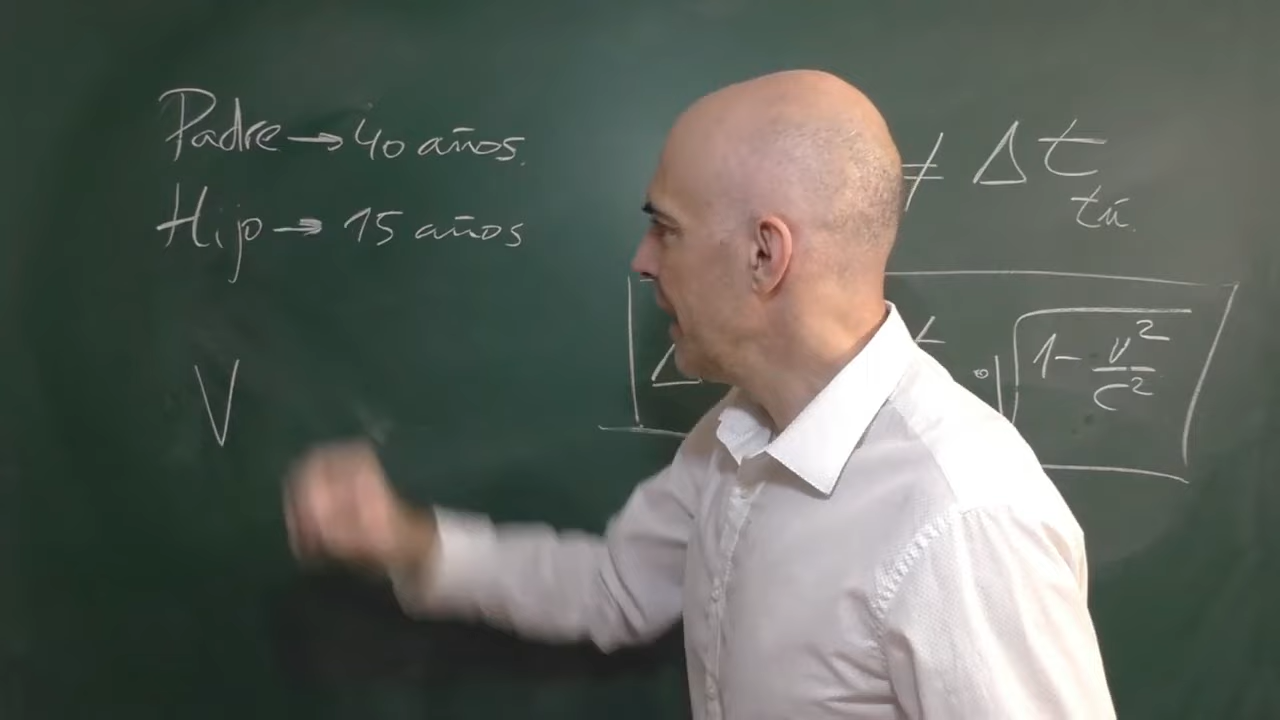 Padre → 40 años.
Hijo → 15 años
≠ Δt tú.
V
Δ · √1 - v²/c²